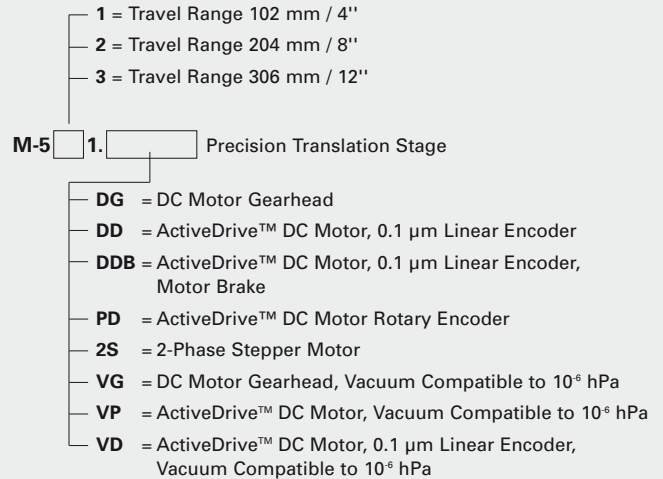 1 = Travel Range 102 mm / 4''
2 = Travel Range 204 mm / 8''
3 = Travel Range 306 mm / 12''
M-5 1. Precision Translation Stage
DG = DC Motor Gearhead
DD = ActiveDrive™ DC Motor, 0.1 µm Linear Encoder
DDB = ActiveDrive™ DC Motor, 0.1 µm Linear Encoder,
Motor Brake
PD = ActiveDrive™ DC Motor Rotary Encoder
2S = 2-Phase Stepper Motor
VG = DC Motor Gearhead, Vacuum Compatible to 10⁻⁶ hPa
VP = ActiveDrive™ DC Motor, Vacuum Compatible to 10⁻⁶ hPa
VD = ActiveDrive™ DC Motor, 0.1 µm Linear Encoder,
Vacuum Compatible to 10⁻⁶ hPa